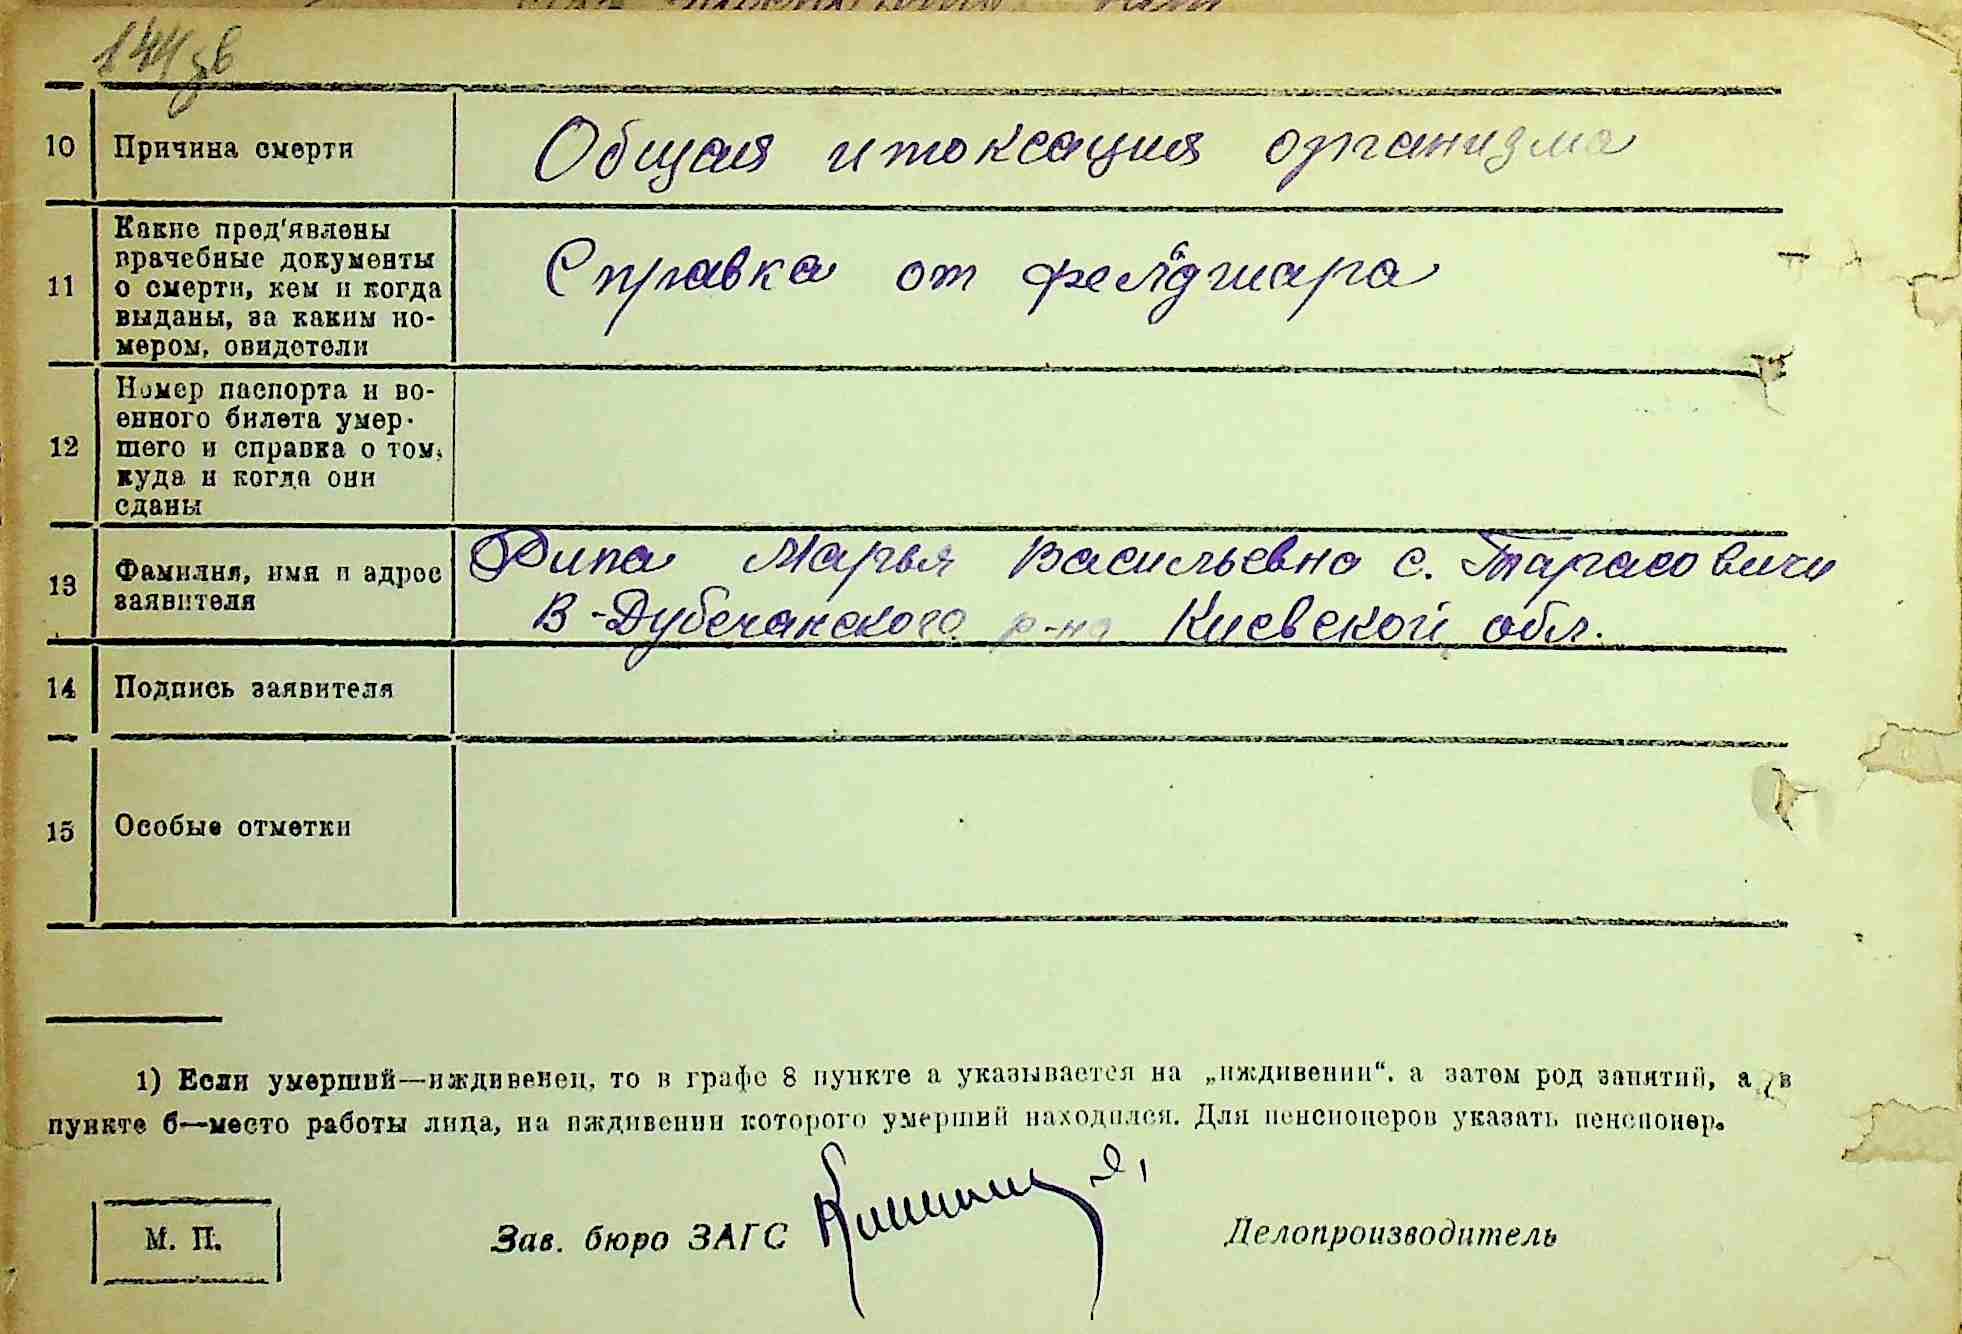 144 зв
10 Причина смерти Общая итоксация организма
11 Какие пред'явлены
врачебные документы
о смерти, кем и когда
выданы, за каким но-
мером, свидетели
Справка от фельдшара
12 Номер паспорта и во-
енного билета умер-
шего и справка о том,
куда и когда они
сданы
13 Фамилия, имя и адрес
заявителя
Рипа Марья Васильевна с. Тарасовичи
В-Дубечанского р-на Киевской обл.
14 Подпись заявителя
15 Особые отметки
1) Если умерший—иждивенец, то в графе 8 пункте а указывается на „иждивении“. а затем род занятий, а в
пункте б—место работы лица, на иждивении которого умерший находился. Для пенсионеров указать пенсионер.
М. П. Зав. бюро ЗАГС Делопроизводитель